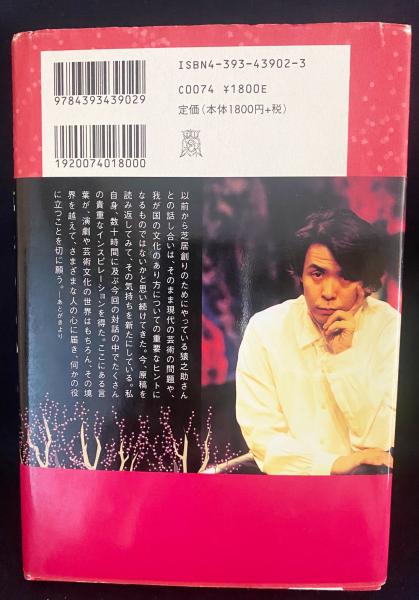 ISBN4-393-43902-3
C0074 ¥1800E
定価(本体1800円+税)
9784393439029
1920074018000
以前から芝居創りのためにやっている猿之助さん
との話し合いは、そのまま現代の芸術の問題や、
我が国の文化のあり方についての重要なヒントに
なるものではないかと思い続けてきた。今、原稿を
読み返してみて、その気持ちを新たにしている。私
自身、数十時間に及ぶ今回の対話の中でたくさん
の貴重なインスピレーションを得た。ここにある言
葉が、演劇や芸術文化の世界はもちろん、その境
界を越えて、さまざまな人の心に届き、何かの役
に立つことを切に願う。—あとがきより